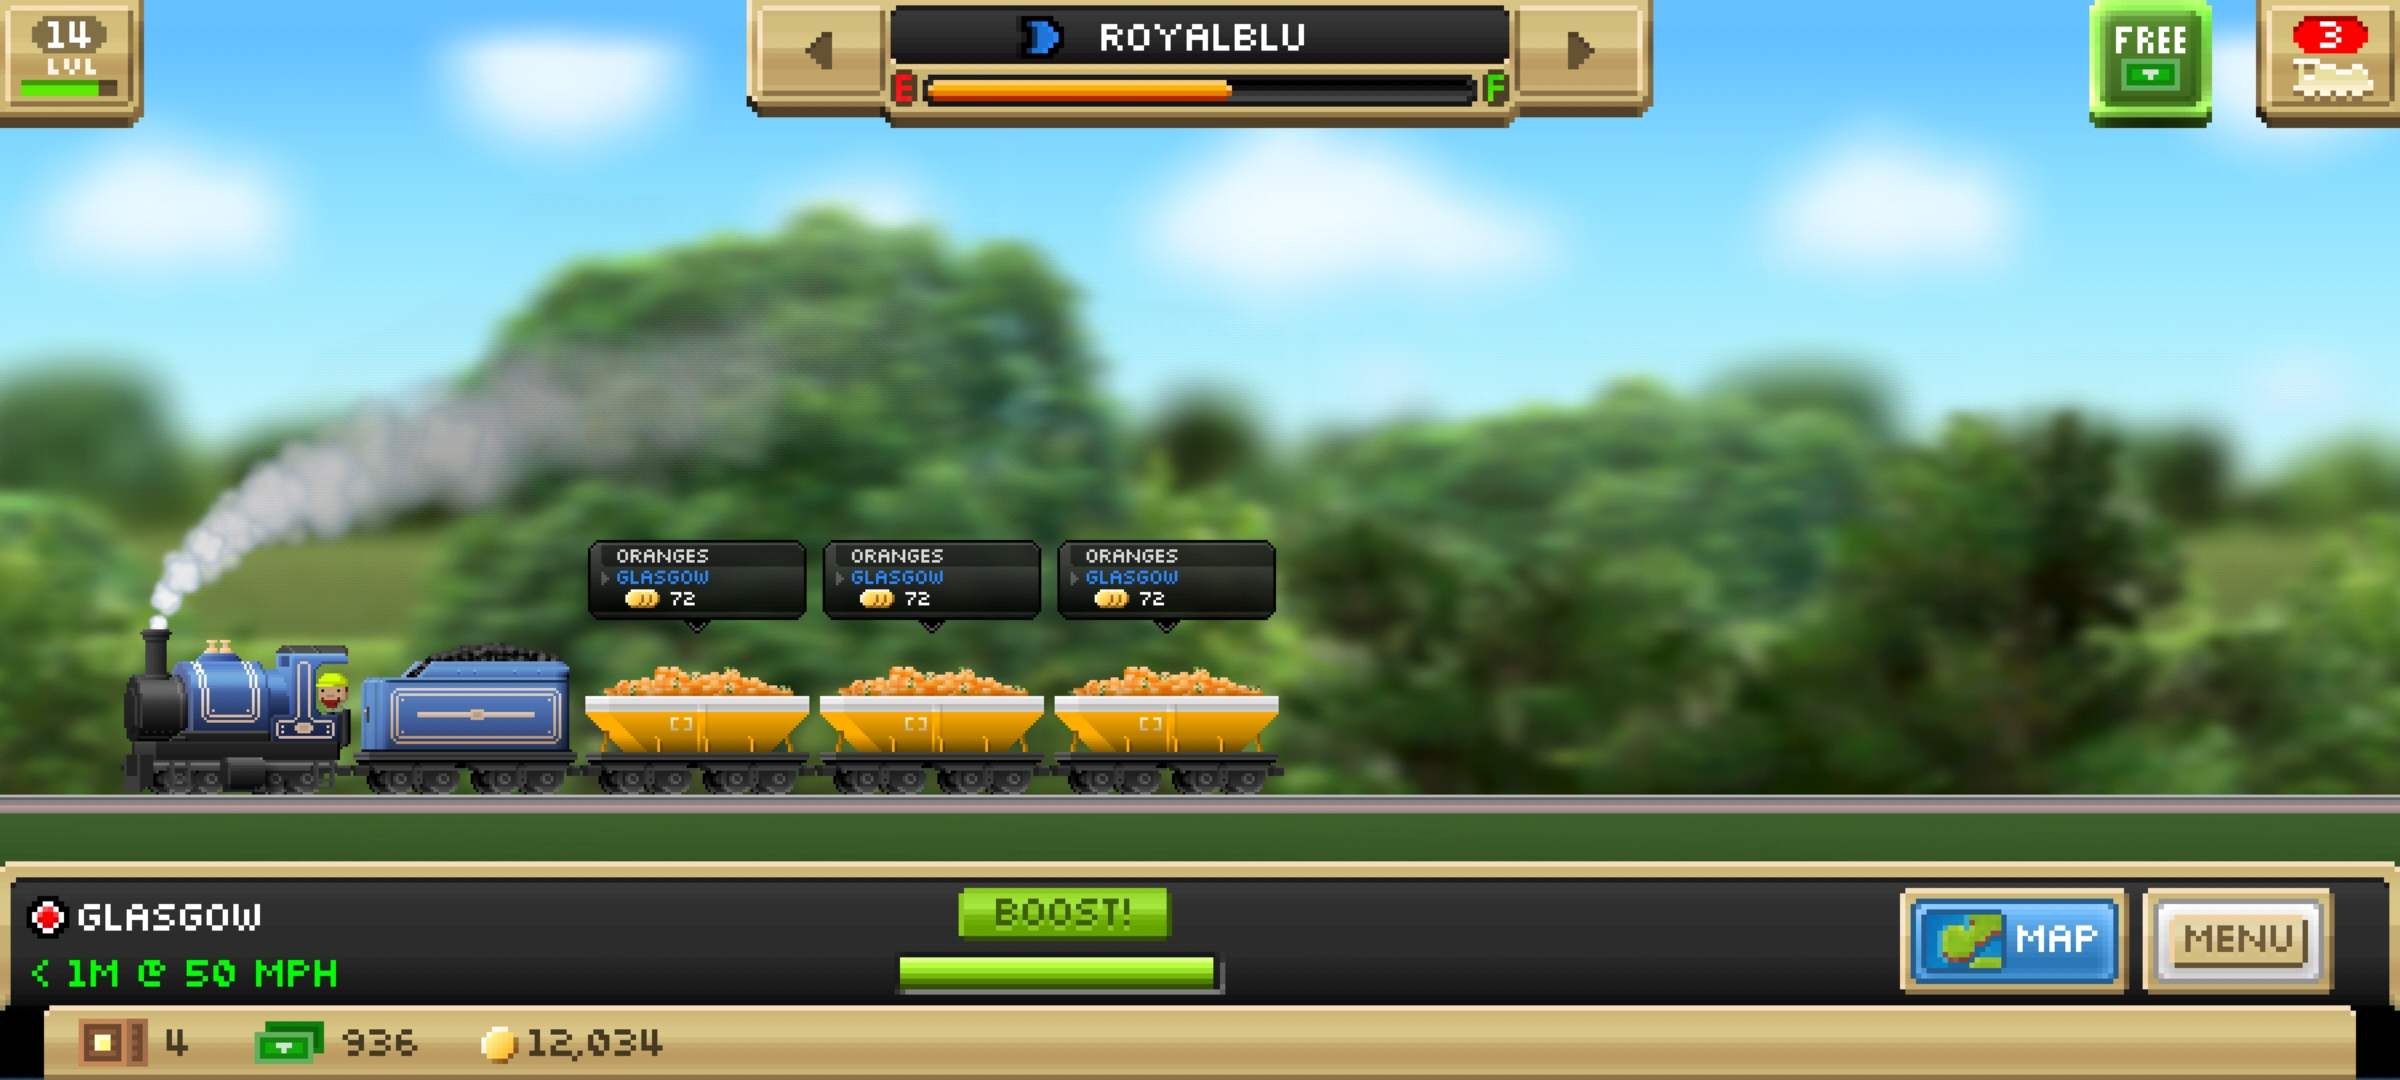 14
LVL
ROYALBLU
E F
FREE
3
ORANGES
GLASGOW
72
ORANGES
GLASGOW
72
ORANGES
GLASGOW
72
GLASGOW
< 1M @ 50 MPH
BOOST!
MAP
MENU
4
936
12,034